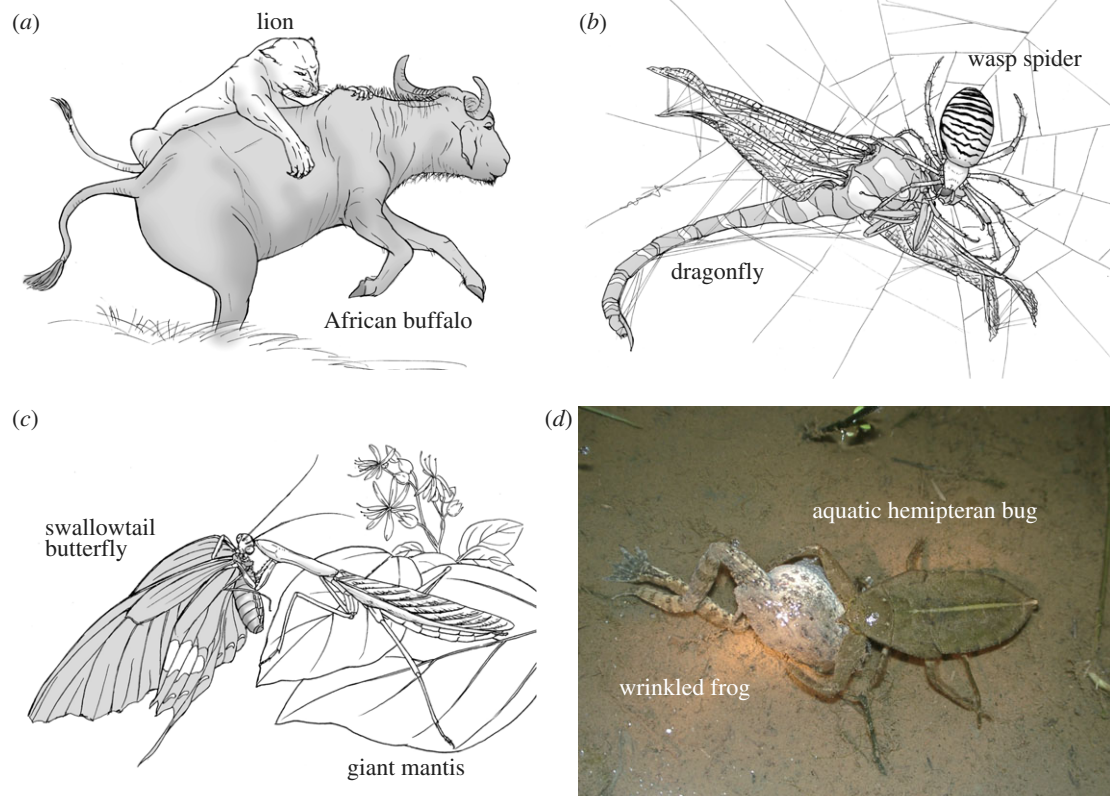 (a)
lion
African buffalo
(b)
wasp spider
dragonfly
(c)
swallowtail
butterfly
giant mantis
(d)
aquatic hemipteran bug
wrinkled frog